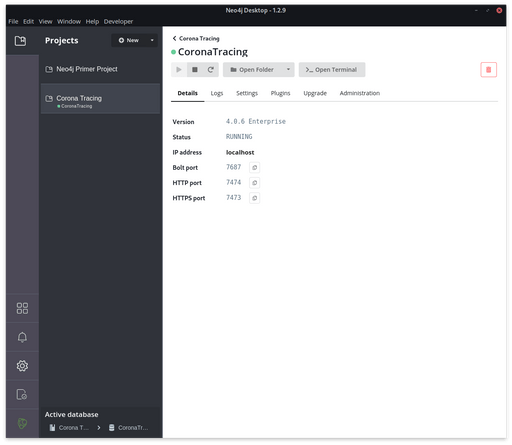 Neo4j Desktop - 1.2.9
File Edit View Window Help Developer
Projects
New
Neo4j Primer Project
Corona Tracing
CoronaTracing
Active database
Corona T...
CoronaTr...
Corona Tracing
CoronaTracing
Open Folder
Open Terminal
Details Logs Settings Plugins Upgrade Administration
Version 4.0.6 Enterprise
Status RUNNING
IP address localhost
Bolt port 7687
HTTP port 7474
HTTPS port 7473